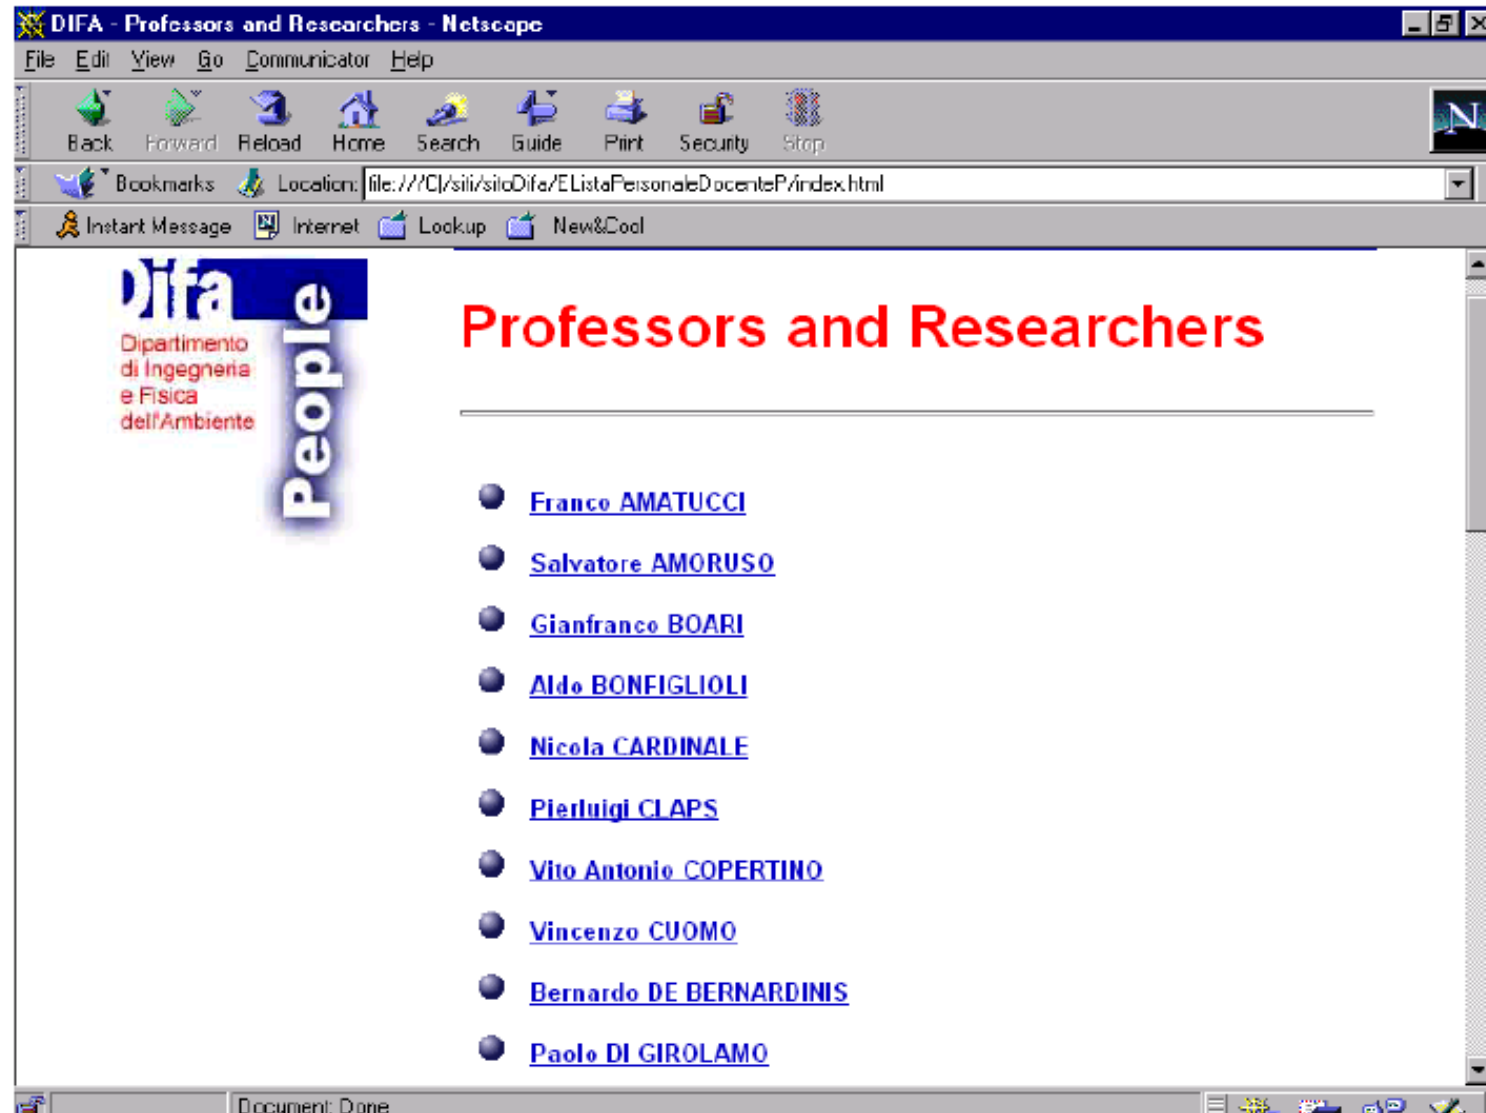 DIFA - Professors and Researchers - Netscape
File Edit View Go Communicator Help
Back Forward Reload Home Search Guide Print Security Stop
N
Bookmarks Location: file:///C|/siti/sitoDifa/EListaPersonaleDocenteP/index.html
Instant Message Internet Lookup New&Cool
Difa
Dipartimento
di Ingegneria
e Fisica
dell'Ambiente
People
Professors and Researchers
Franco AMATUCCI
Salvatore AMORUSO
Gianfranco BOARI
Aldo BONFIGLIOLI
Nicola CARDINALE
Pierluigi CLAPS
Vito Antonio COPERTINO
Vincenzo CUOMO
Bernardo DE BERNARDINIS
Paolo DI GIROLAMO
Document: Done